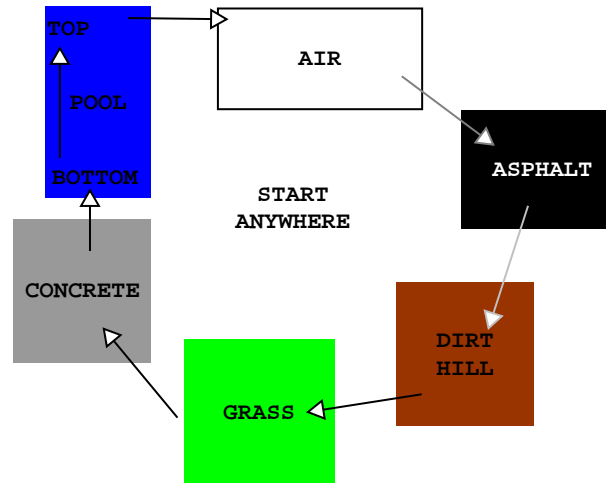 TOP
AIR
POOL
ASPHALT
BOTTOM
START
ANYWHERE
CONCRETE
DIRT
HILL
GRASS